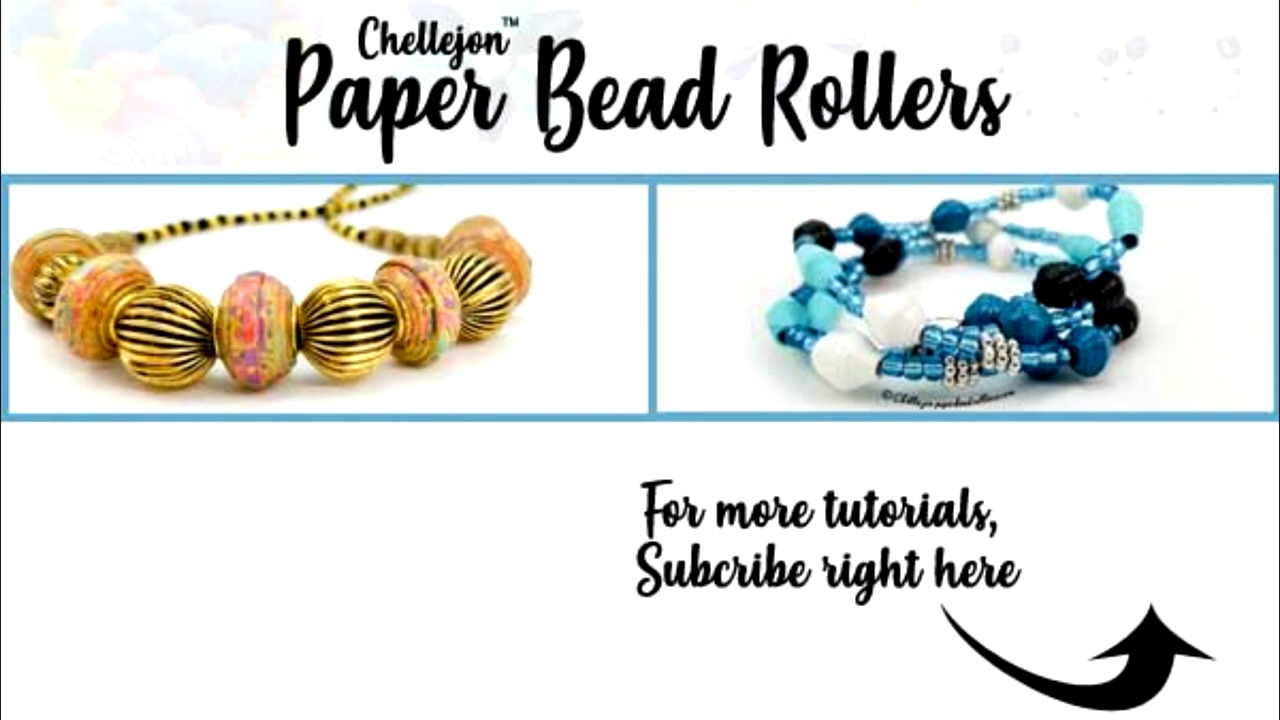 Chellejon™
Paper Bead Rollers
For more tutorials,
Subcribe right here